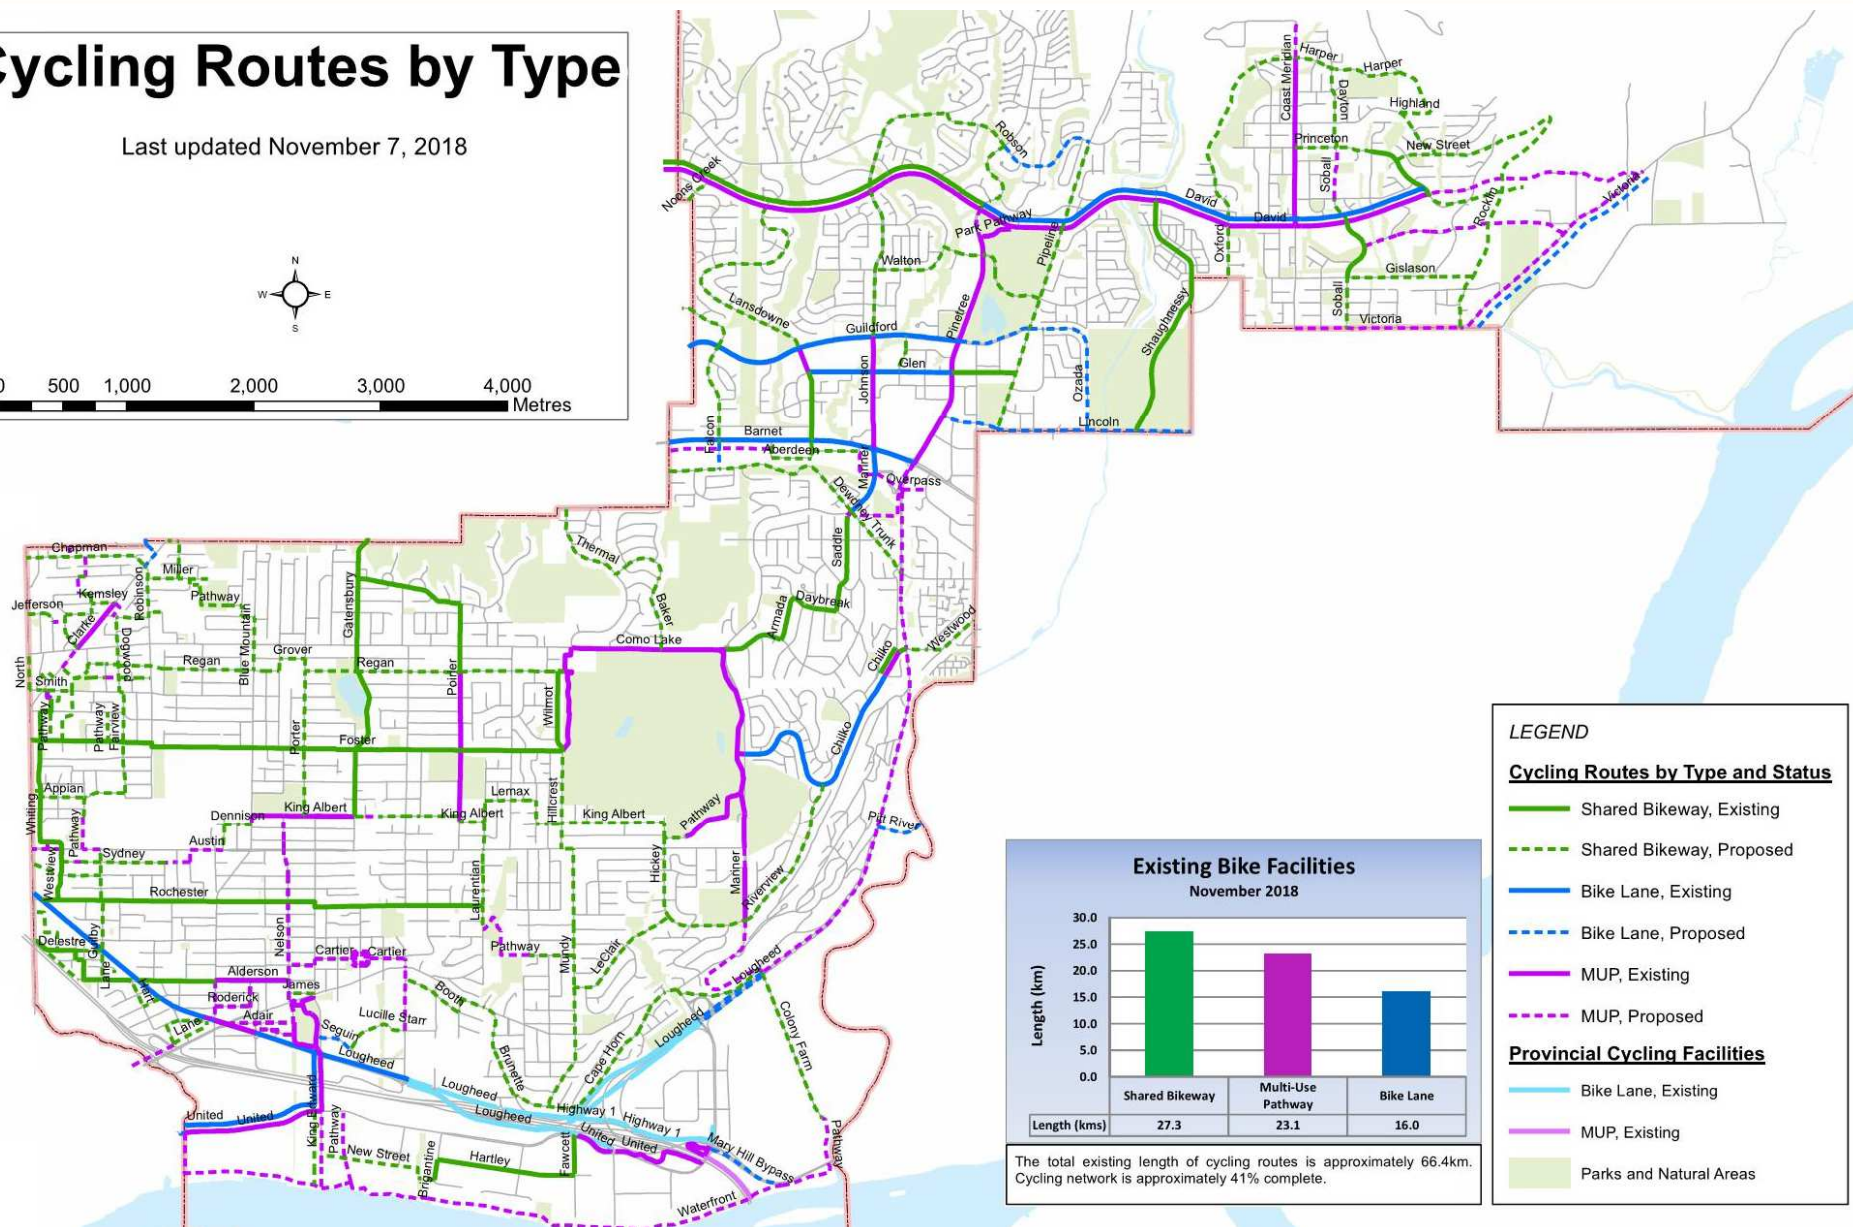 Cycling Routes by Type
Last updated November 7, 2018
N
W E
S
0 500 1,000 2,000 3,000 4,000
Metres
Noons Creek
Robson
Coast Meridian
Harper
Harper
Dayton
Highland
Princeton
New Street
Soball
David
David
Rocklin
Victoria
Park Pathway
Pipeline
Oxford
Walton
Gislason
Soball
Victoria
Lansdowne
Guildford
Pinetree
Shaughnessy
Glen
Johnson
Ozada
Lincoln
Falcon
Barnet
Aberdeen
Mariner
Overpass
Dewdney Trunk
Saddle
Thermal
Baker
Armada
Daybreak
Como Lake
Chilko
Westwood
Chilko
Chapman
Miller
Robinson
Pathway
Kemsley
Jefferson
Clarke
Dogwood
Blue Mountain
Gatensbury
North
Regan
Grover
Regan
Poirier
Smith
Pathway
Pathway
Fairview
Porter
Foster
Wilmot
Appian
Whiting
Pathway
Dennison
King Albert
King Albert
Lemax
Hillcrest
King Albert
Pathway
Pitt River
Austin
Sydney
Westview
Rochester
Laurentian
Hickey
Mariner
Riverview
Delestre
Guilby
Lane
Hart
Nelson
Cartier
Cartier
Pathway
Mundy
LeClair
Lougheed
Alderson
James
Roderick
Adair
Lane
Seguin
Lucille Starr
Booth
Lougheed
Brunette
Cape Horn
Lougheed
Colony Farm
Lougheed
Lougheed
Highway 1
Highway 1
United
United
King Edward
Pathway
New Street
Brigantine
Hartley
Fawcett
United
United
Mary Hill Bypass
Pathway
Waterfront
Existing Bike Facilities
November 2018
Length (km)
30.0
25.0
20.0
15.0
10.0
5.0
0.0
Shared Bikeway Multi-Use Pathway Bike Lane
Length (kms) 27.3 23.1 16.0
The total existing length of cycling routes is approximately 66.4km.
Cycling network is approximately 41% complete.
LEGEND
Cycling Routes by Type and Status
Shared Bikeway, Existing
Shared Bikeway, Proposed
Bike Lane, Existing
Bike Lane, Proposed
MUP, Existing
MUP, Proposed
Provincial Cycling Facilities
Bike Lane, Existing
MUP, Existing
Parks and Natural Areas